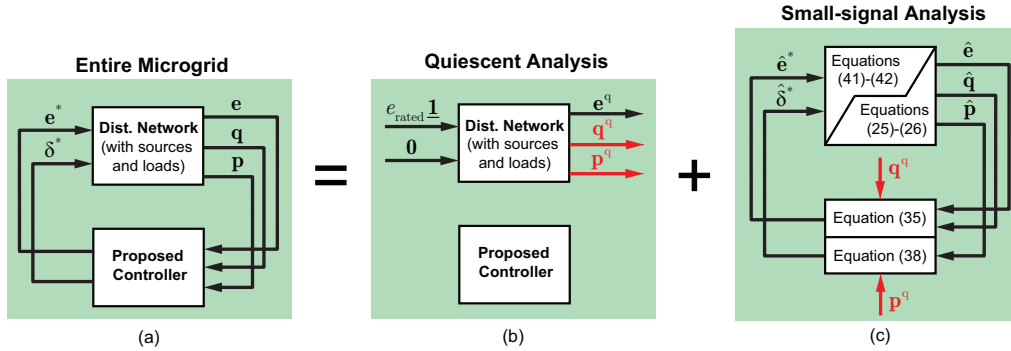 Entire Microgrid
e*
δ*
Dist. Network
(with sources
and loads)
e
q
p
Proposed
Controller
(a)
=
Quiescent Analysis
e_rated 1
0
Dist. Network
(with sources
and loads)
e^q
q^q
p^q
Proposed
Controller
(b)
+
Small-signal Analysis
ê*
δ̂*
Equations
(41)-(42)
Equations
(25)-(26)
ê
q̂
p̂
q^q
Equation (35)
Equation (38)
p^q
(c)